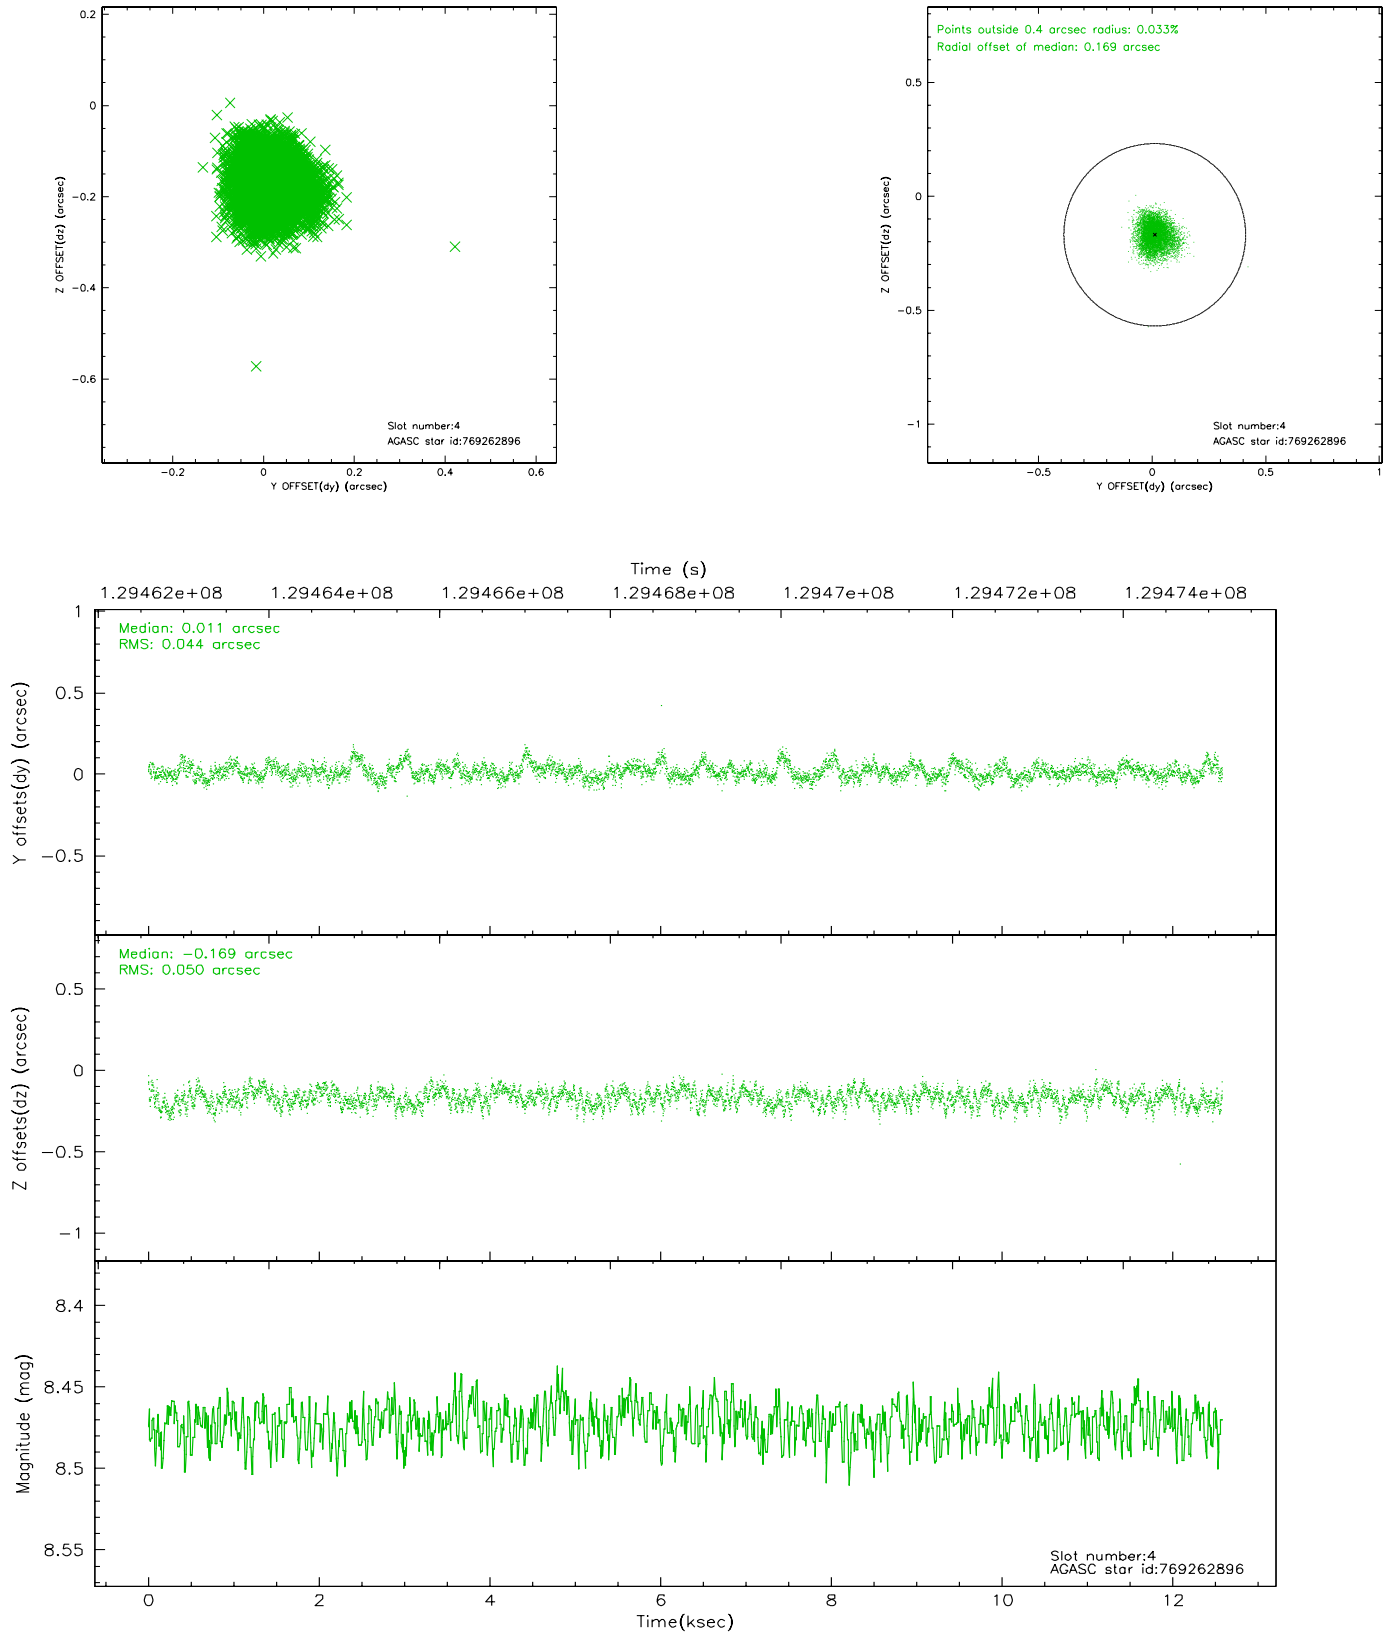 0.2
0
−0.2
−0.4
−0.6
Z OFFSET(dz) (arcsec)
−0.2
0
0.2
0.4
0.6
Y OFFSET(dy) (arcsec)
Slot number:4
AGASC star id:769262896
Points outside 0.4 arcsec radius: 0.033%
Radial offset of median: 0.169 arcsec
0.5
0
−0.5
−1
Z OFFSET(dz) (arcsec)
−0.5
0
0.5
1
Y OFFSET(dy) (arcsec)
Slot number:4
AGASC star id:769262896
Time (s)
1.29462e+08
1.29464e+08
1.29466e+08
1.29468e+08
1.2947e+08
1.29472e+08
1.29474e+08
Median: 0.011 arcsec
RMS: 0.044 arcsec
1
0.5
0
−0.5
Y offsets(dy) (arcsec)
Median: −0.169 arcsec
RMS: 0.050 arcsec
0.5
0
−0.5
−1
Z offsets(dz) (arcsec)
8.4
8.45
8.5
8.55
Magnitude (mag)
Slot number:4
AGASC star id:769262896
0
2
4
6
8
10
12
Time(ksec)